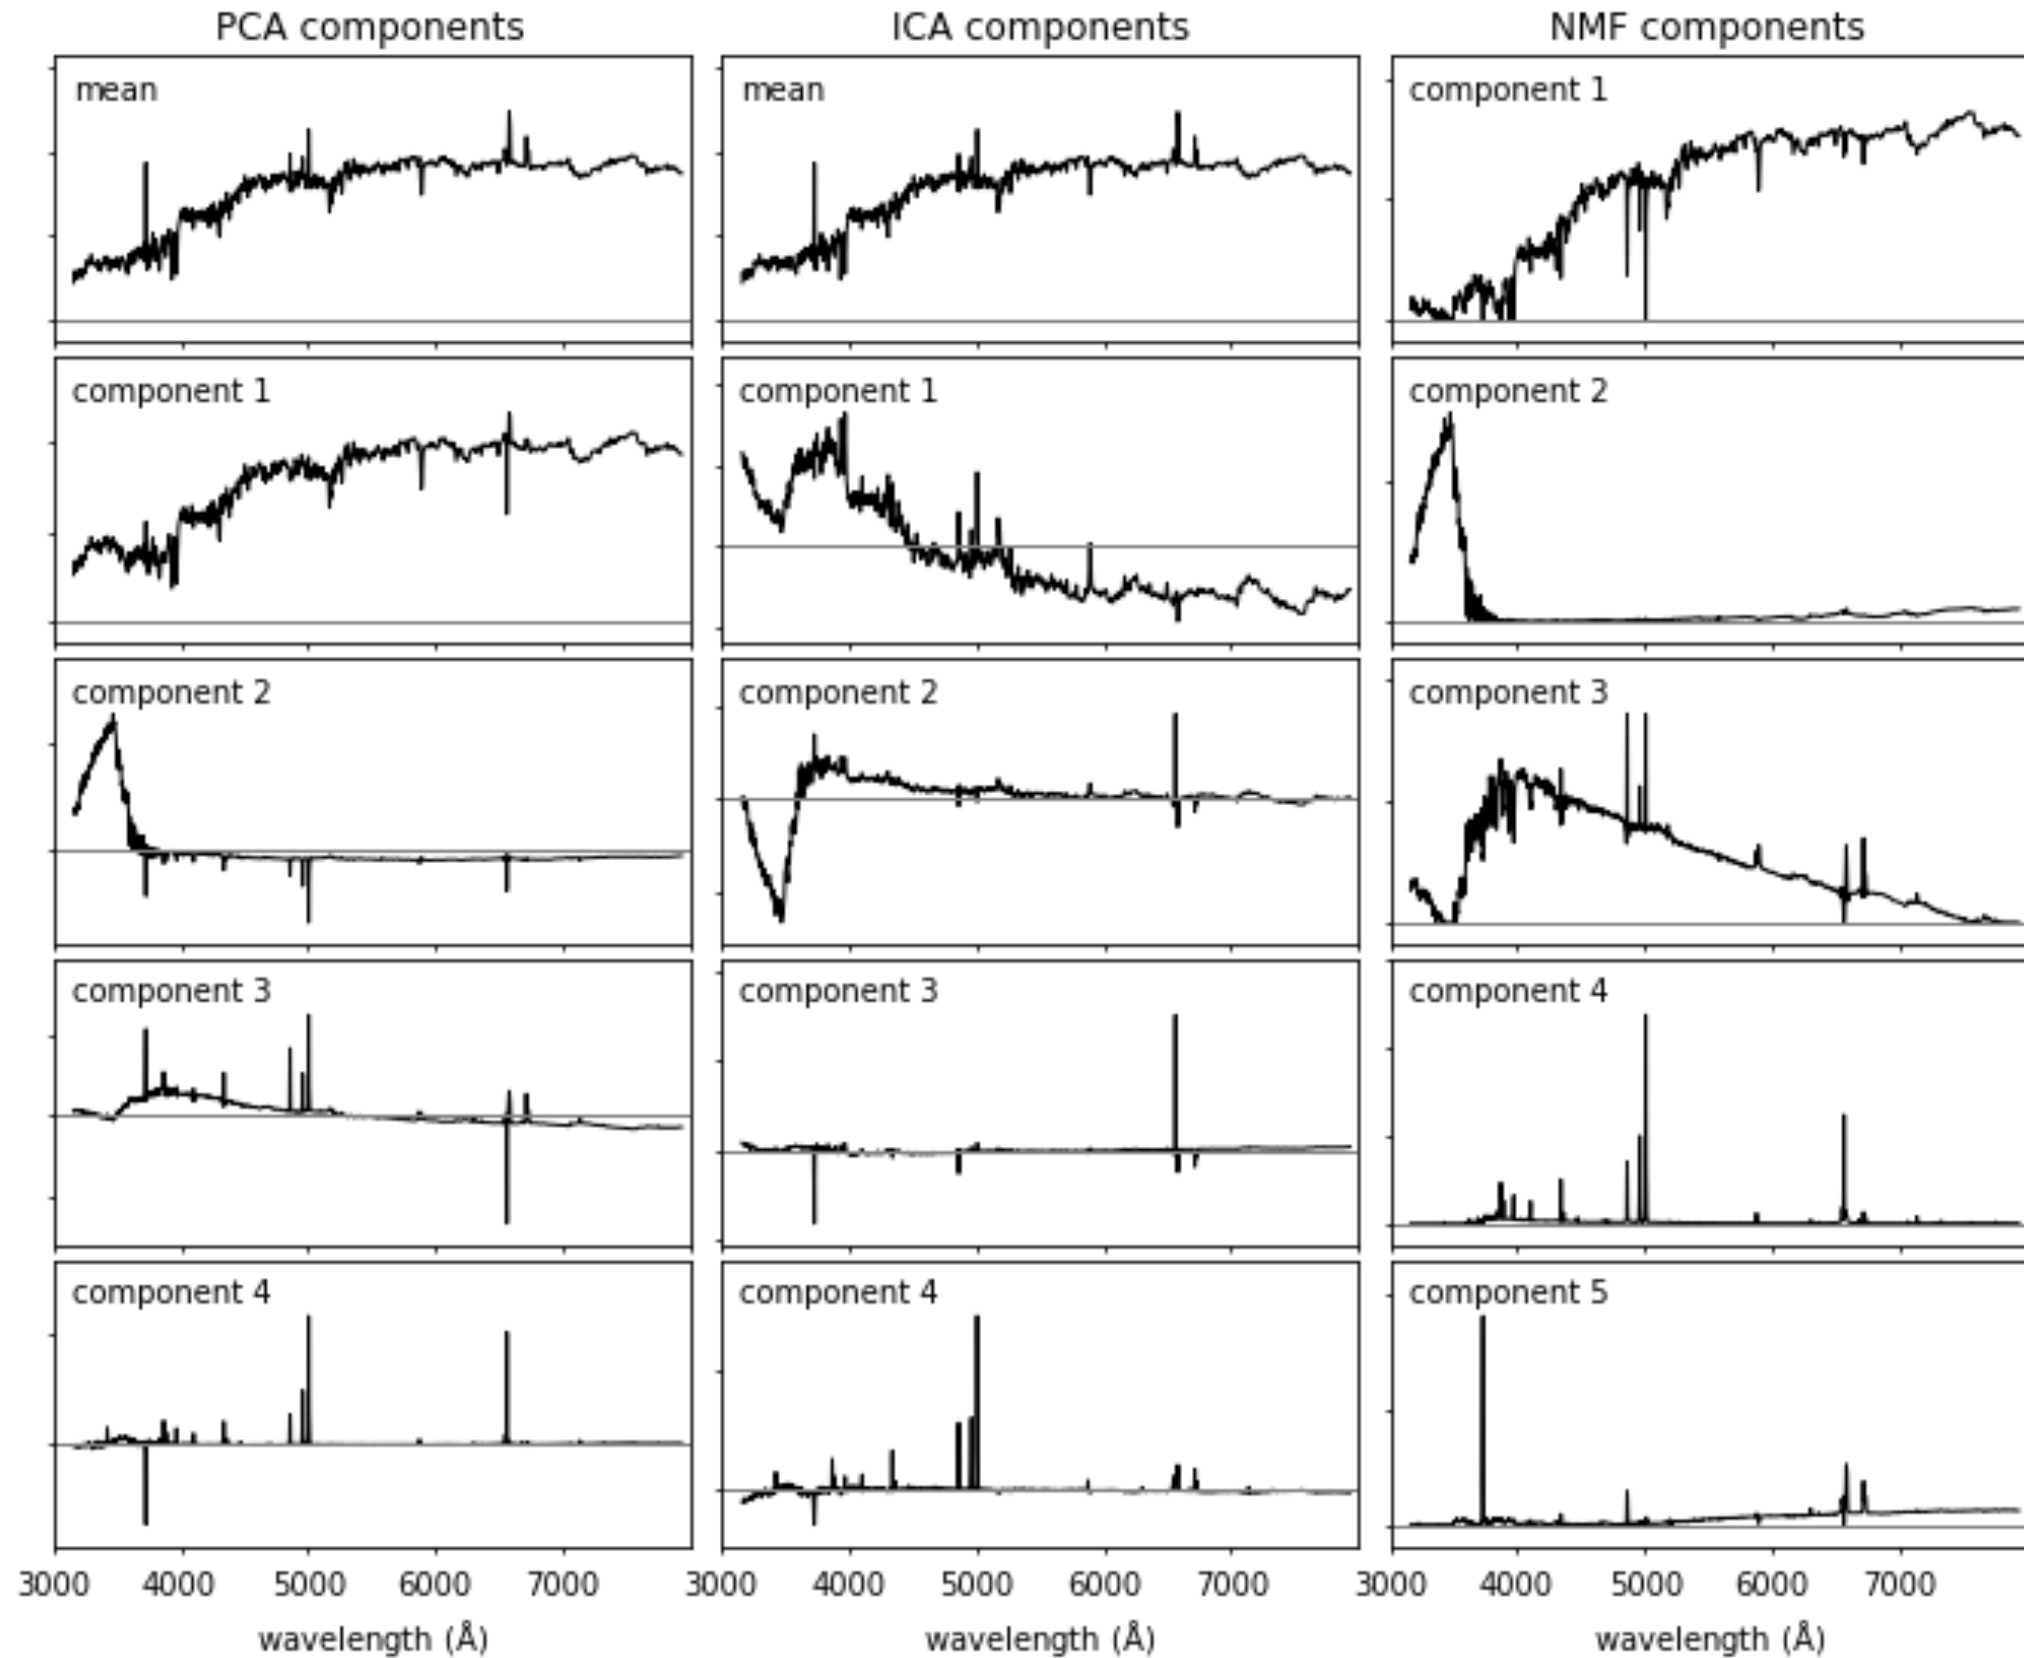 PCA components
ICA components
NMF components
mean
mean
component 1
component 1
component 1
component 2
component 2
component 2
component 3
component 3
component 3
component 4
component 4
component 4
component 5
3000 4000 5000 6000 7000
3000 4000 5000 6000 7000
3000 4000 5000 6000 7000
wavelength (Å)
wavelength (Å)
wavelength (Å)